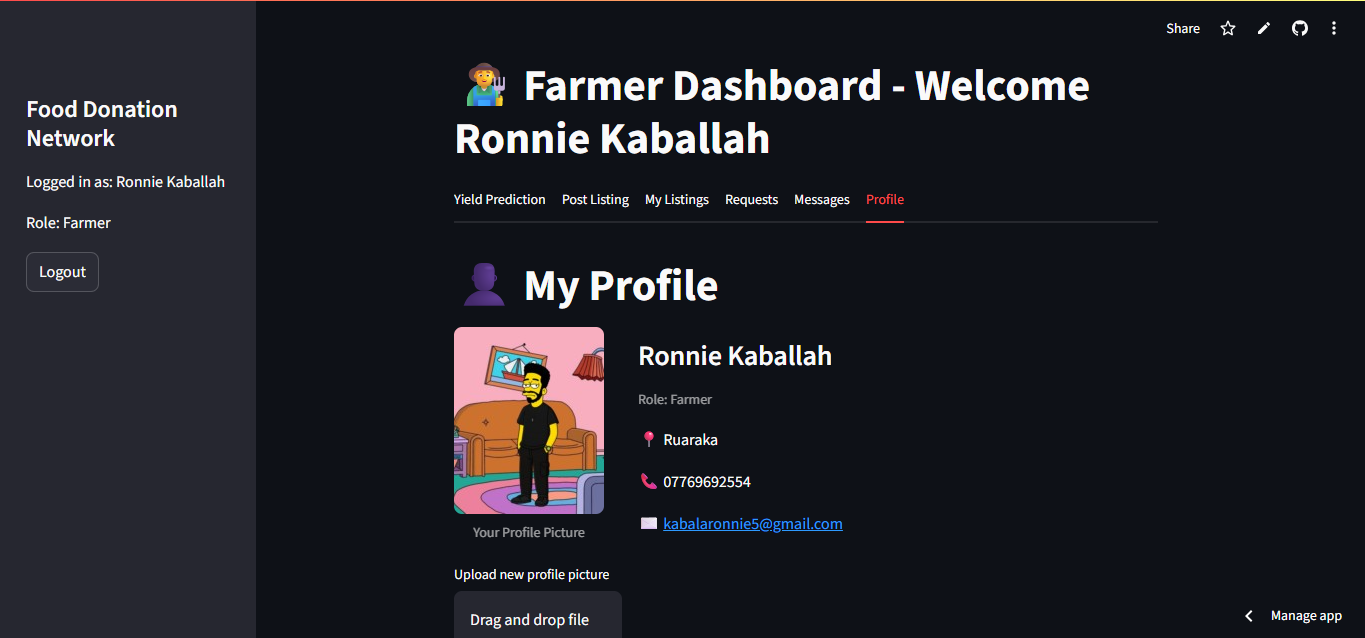 Share
Food Donation
Network
Logged in as: Ronnie Kaballah
Role: Farmer
Logout
Farmer Dashboard - Welcome
Ronnie Kaballah
Yield Prediction Post Listing My Listings Requests Messages Profile
My Profile
Your Profile Picture
Ronnie Kaballah
Role: Farmer
Ruaraka
07769692554
kabalaronnie5@gmail.com
Upload new profile picture
Drag and drop file
Manage app